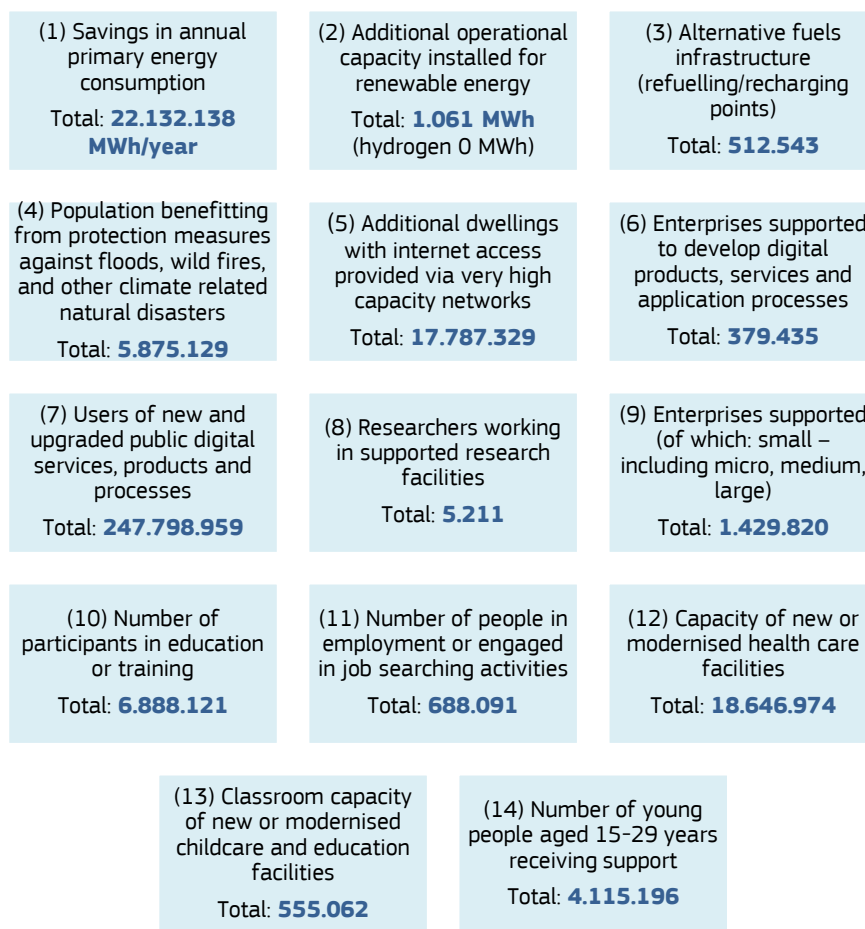 (1) Savings in annual
primary energy
consumption
Total: 22.132.138
MWh/year
(2) Additional operational
capacity installed for
renewable energy
Total: 1.061 MWh
(hydrogen 0 MWh)
(3) Alternative fuels
infrastructure
(refuelling/recharging
points)
Total: 512.543
(4) Population benefitting
from protection measures
against floods, wild fires,
and other climate related
natural disasters
Total: 5.875.129
(5) Additional dwellings
with internet access
provided via very high
capacity networks
Total: 17.787.329
(6) Enterprises supported
to develop digital
products, services and
application processes
Total: 379.435
(7) Users of new and
upgraded public digital
services, products and
processes
Total: 247.798.959
(8) Researchers working
in supported research
facilities
Total: 5.211
(9) Enterprises supported
(of which: small –
including micro, medium,
large)
Total: 1.429.820
(10) Number of
participants in education
or training
Total: 6.888.121
(11) Number of people in
employment or engaged
in job searching activities
Total: 688.091
(12) Capacity of new or
modernised health care
facilities
Total: 18.646.974
(13) Classroom capacity
of new or modernised
childcare and education
facilities
Total: 555.062
(14) Number of young
people aged 15-29 years
receiving support
Total: 4.115.196